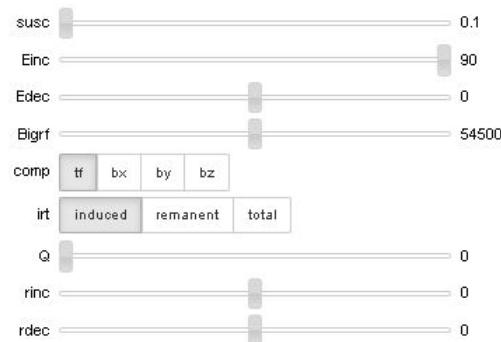 susc 0.1
Einc 90
Edec 0
Bigrf 54500
comp tf bx by bz
irt induced remanent total
Q 0
rinc 0
rdec 0